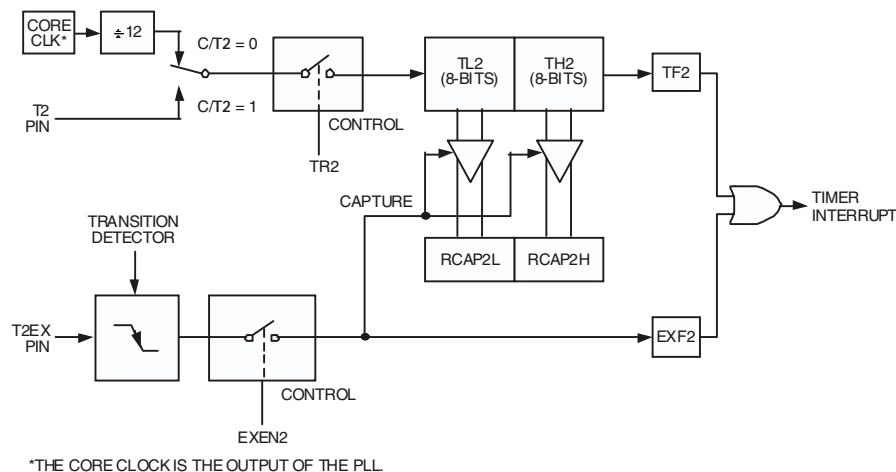 CORE
CLK*
÷12
C/T2 = 0
C/T2 = 1
T2
PIN
CONTROL
TR2
TL2
(8-BITS)
TH2
(8-BITS)
TF2
CAPTURE
TRANSITION
DETECTOR
RCAP2L
RCAP2H
TIMER
INTERRUPT
T2EX
PIN
EXF2
CONTROL
EXEN2
*THE CORE CLOCK IS THE OUTPUT OF THE PLL.